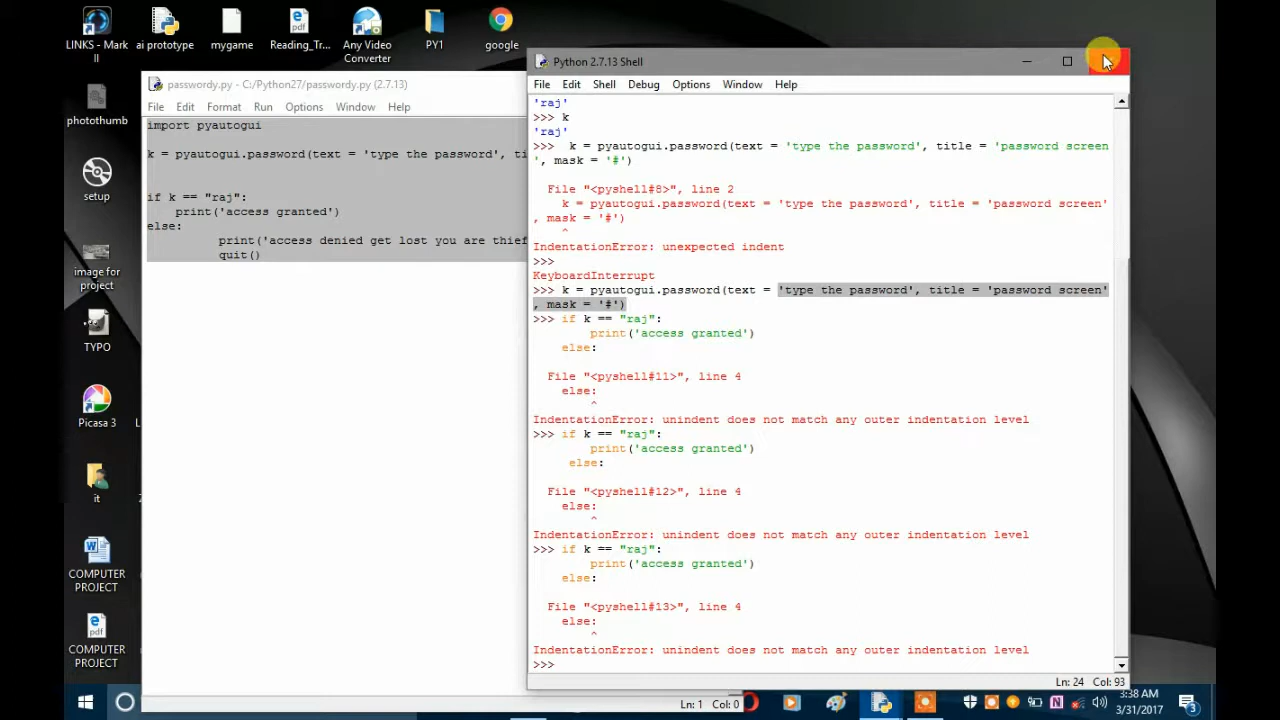 LINKS - Mark II
ai prototype
mygame
Reading_Tr...
Any Video Converter
PY1
google
photothumb
setup
image for project
TYPO
Picasa 3
L
it
COMPUTER PROJECT
COMPUTER PROJECT
passwordy.py - C:/Python27/passwordy.py (2.7.13)
File Edit Format Run Options Window Help
import pyautogui
k = pyautogui.password(text = 'type the password', ti
if k == "raj":
    print('access granted')
else:
          print('access denied get lost you are thief
          quit()
Ln: 1 Col: 0
Python 2.7.13 Shell
File Edit Shell Debug Options Window Help
'raj'
>>> k
'raj'
>>>  k = pyautogui.password(text = 'type the password', title = 'password screen
', mask = '#')
  File "<pyshell#8>", line 2
    k = pyautogui.password(text = 'type the password', title = 'password screen'
, mask = '#')
    ^
IndentationError: unexpected indent
>>>
KeyboardInterrupt
>>> k = pyautogui.password(text = 'type the password', title = 'password screen'
, mask = '#')
>>> if k == "raj":
        print('access granted')
    else:
  File "<pyshell#11>", line 4
    else:
        ^
IndentationError: unindent does not match any outer indentation level
>>> if k == "raj":
        print('access granted')
     else:
  File "<pyshell#12>", line 4
    else:
        ^
IndentationError: unindent does not match any outer indentation level
>>> if k == "raj":
        print('access granted')
    else:
  File "<pyshell#13>", line 4
    else:
        ^
IndentationError: unindent does not match any outer indentation level
>>>
Ln: 24 Col: 93
3:38 AM
3/31/2017
3